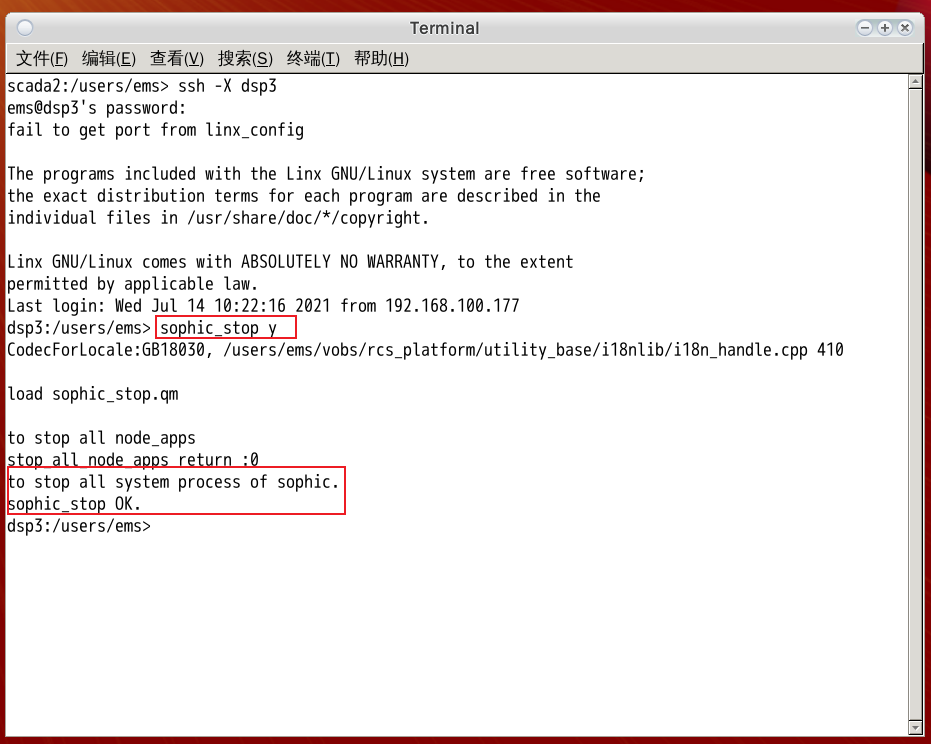 Terminal
文件(F) 编辑(E) 查看(V) 搜索(S) 终端(T) 帮助(H)
scada2:/users/ems> ssh -X dsp3
ems@dsp3's password:
fail to get port from linx_config
The programs included with the Linx GNU/Linux system are free software;
the exact distribution terms for each program are described in the
individual files in /usr/share/doc/*/copyright.
Linx GNU/Linux comes with ABSOLUTELY NO WARRANTY, to the extent
permitted by applicable law.
Last login: Wed Jul 14 10:22:16 2021 from 192.168.100.177
dsp3:/users/ems> sophic_stop y
CodecForLocale:GB18030, /users/ems/vobs/rcs_platform/utility_base/i18nlib/i18n_handle.cpp 410
load sophic_stop.qm
to stop all node_apps
stop_all_node_apps return :0
to stop all system process of sophic.
sophic_stop OK.
dsp3:/users/ems>